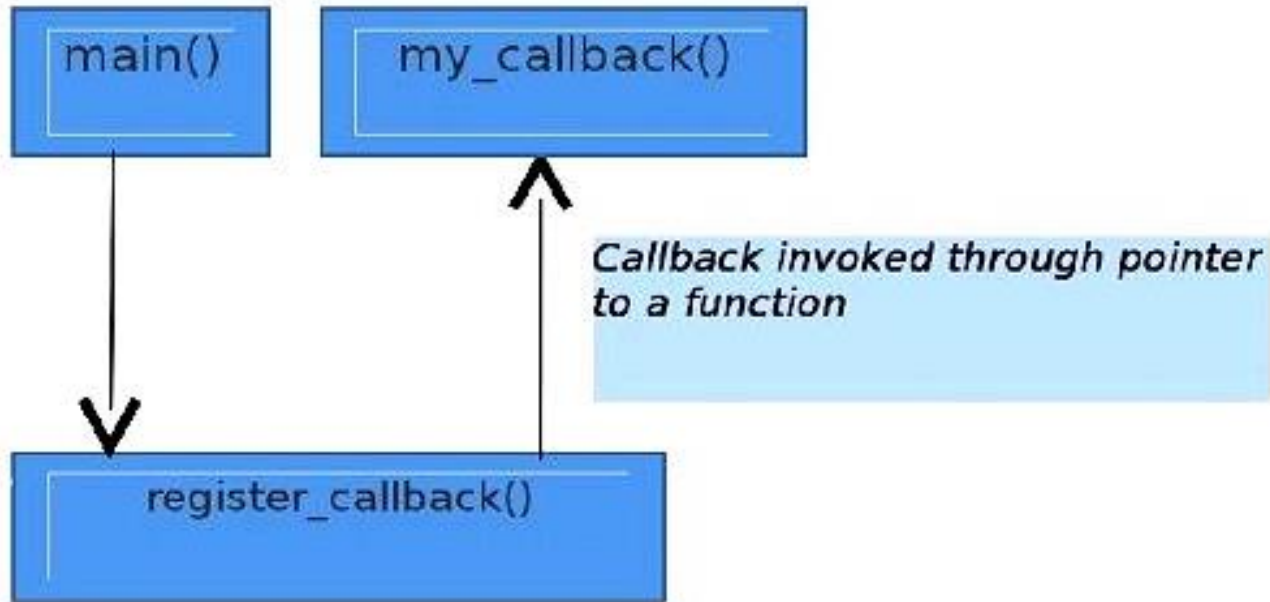 main()
my_callback()
Callback invoked through pointer
to a function
register_callback()